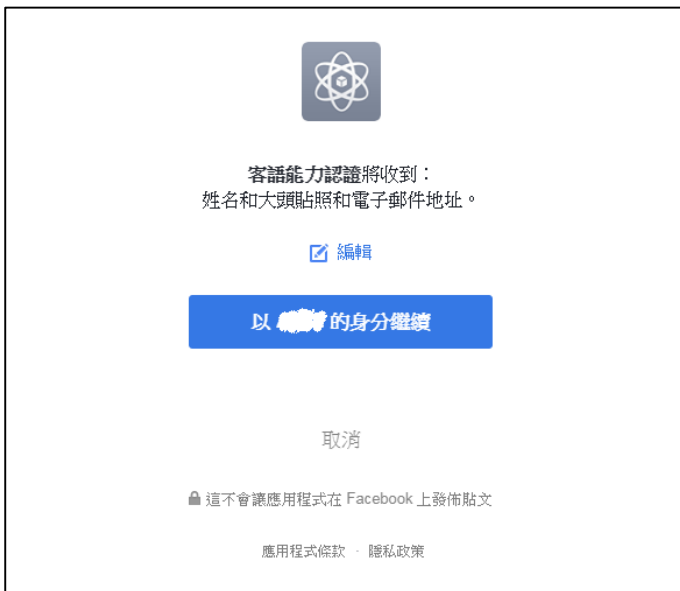 客語能力認證將收到：
姓名和大頭貼照和電子郵件地址。
編輯
以 的身分繼續
取消
這不會讓應用程式在 Facebook 上發佈貼文
應用程式條款 · 隱私政策